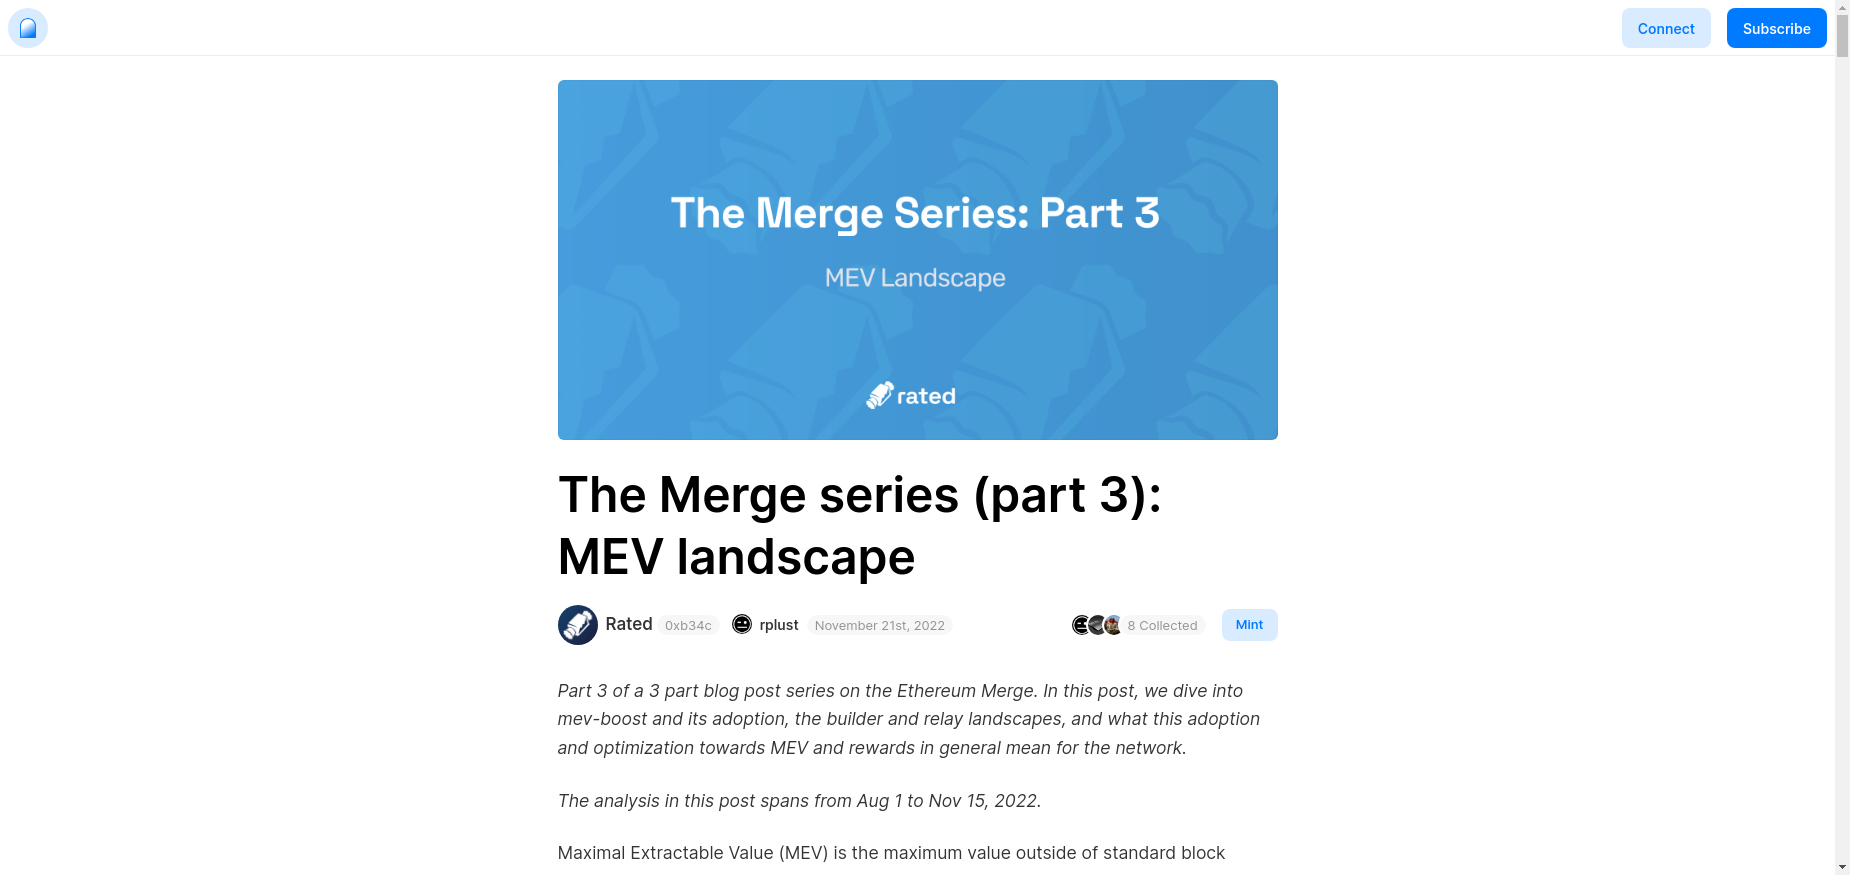 Connect
Subscribe
The Merge Series: Part 3
MEV Landscape
rated
The Merge series (part 3):
MEV landscape
Rated 0xb34c rplust November 21st, 2022 8 Collected Mint
Part 3 of a 3 part blog post series on the Ethereum Merge. In this post, we dive into
mev-boost and its adoption, the builder and relay landscapes, and what this adoption
and optimization towards MEV and rewards in general mean for the network.
The analysis in this post spans from Aug 1 to Nov 15, 2022.
Maximal Extractable Value (MEV) is the maximum value outside of standard block